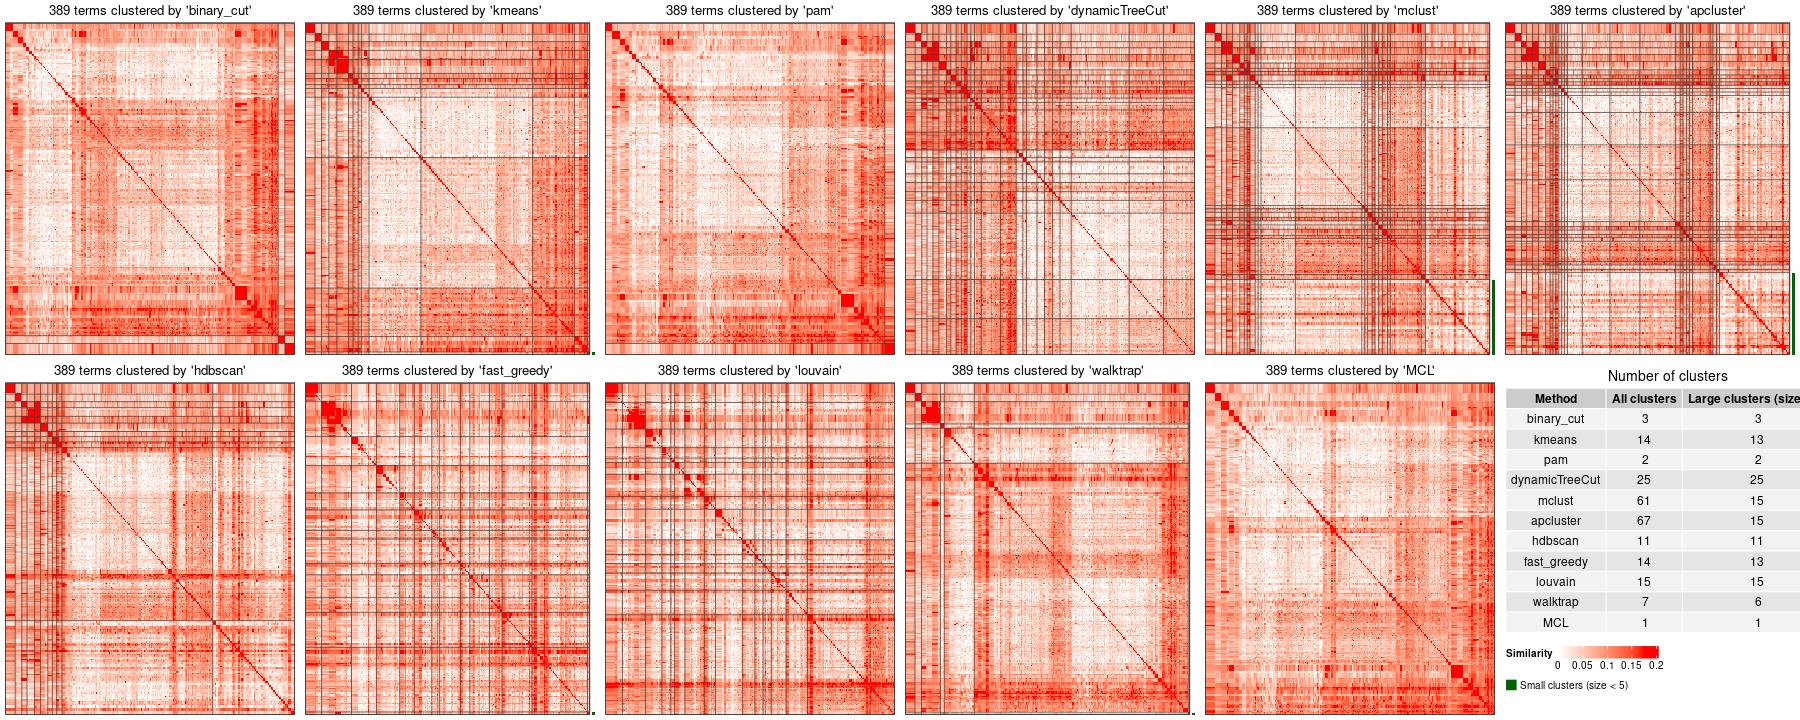 389 terms clustered by 'binary_cut'
389 terms clustered by 'kmeans'
389 terms clustered by 'pam'
389 terms clustered by 'dynamicTreeCut'
389 terms clustered by 'mclust'
389 terms clustered by 'apcluster'
389 terms clustered by 'hdbscan'
389 terms clustered by 'fast_greedy'
389 terms clustered by 'louvain'
389 terms clustered by 'walktrap'
389 terms clustered by 'MCL'
Number of clusters
Method All clusters Large clusters (size
binary_cut 3 3
kmeans 14 13
pam 2 2
dynamicTreeCut 25 25
mclust 61 15
apcluster 67 15
hdbscan 11 11
fast_greedy 14 13
louvain 15 15
walktrap 7 6
MCL 1 1
Similarity
0 0.05 0.1 0.15 0.2
Small clusters (size < 5)